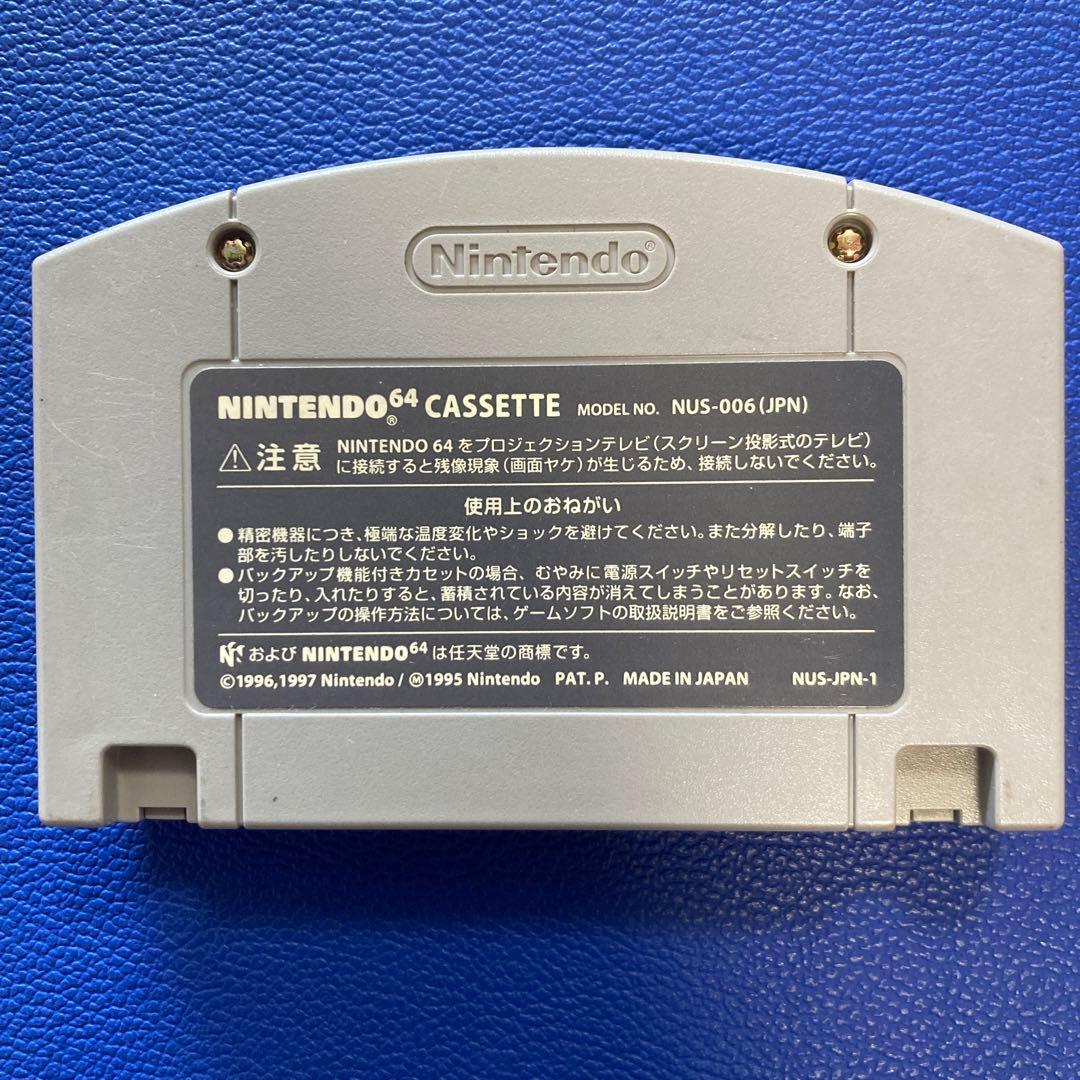 Nintendo®
NINTENDO®64 CASSETTE MODEL NO. NUS-006(JPN)
⚠注意 NINTENDO 64をプロジェクションテレビ(スクリーン投影式のテレビ)
に接続すると残像現象(画面ヤケ)が生じるため、接続しないでください。
使用上のおねがい
●精密機器につき、極端な温度変化やショックを避けてください。また分解したり、端子
部を汚したりしないでください。
●バックアップ機能付きカセットの場合、むやみに電源スイッチやリセットスイッチを
切ったり、入れたりすると、蓄積されている内容が消えてしまうことがあります。なお、
バックアップの操作方法については、ゲームソフトの取扱説明書をご参照ください。
および NINTENDO64 は任天堂の商標です。
©1996,1997 Nintendo / Ⓜ1995 Nintendo PAT. P. MADE IN JAPAN NUS-JPN-1